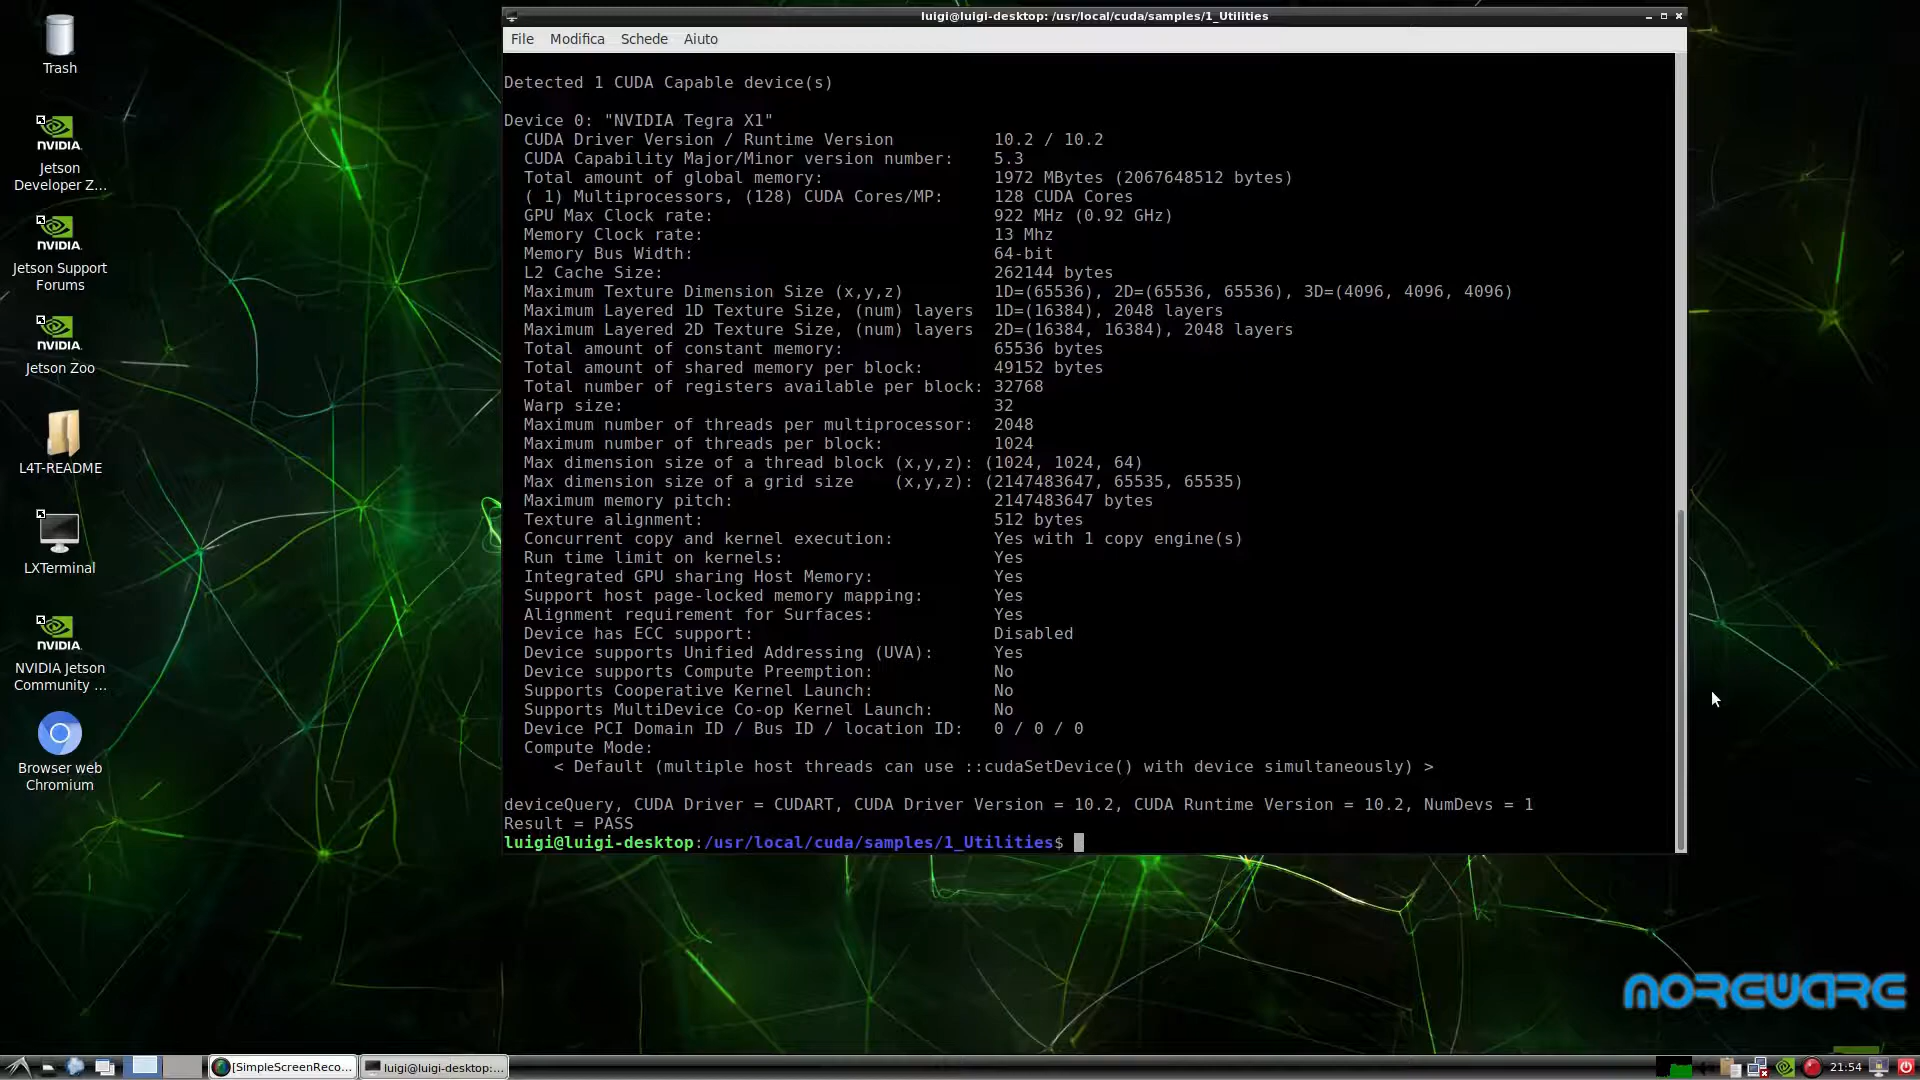 luigi@luigi-desktop: /usr/local/cuda/samples/1_Utilities
File Modifica Schede Aiuto
Detected 1 CUDA Capable device(s)
Device 0: "NVIDIA Tegra X1"
CUDA Driver Version / Runtime Version 10.2 / 10.2
CUDA Capability Major/Minor version number: 5.3
Total amount of global memory: 1972 MBytes (2067648512 bytes)
( 1) Multiprocessors, (128) CUDA Cores/MP: 128 CUDA Cores
GPU Max Clock rate: 922 MHz (0.92 GHz)
Memory Clock rate: 13 Mhz
Memory Bus Width: 64-bit
L2 Cache Size: 262144 bytes
Maximum Texture Dimension Size (x,y,z) 1D=(65536), 2D=(65536, 65536), 3D=(4096, 4096, 4096)
Maximum Layered 1D Texture Size, (num) layers 1D=(16384), 2048 layers
Maximum Layered 2D Texture Size, (num) layers 2D=(16384, 16384), 2048 layers
Total amount of constant memory: 65536 bytes
Total amount of shared memory per block: 49152 bytes
Total number of registers available per block: 32768
Warp size: 32
Maximum number of threads per multiprocessor: 2048
Maximum number of threads per block: 1024
Max dimension size of a thread block (x,y,z): (1024, 1024, 64)
Max dimension size of a grid size (x,y,z): (2147483647, 65535, 65535)
Maximum memory pitch: 2147483647 bytes
Texture alignment: 512 bytes
Concurrent copy and kernel execution: Yes with 1 copy engine(s)
Run time limit on kernels: Yes
Integrated GPU sharing Host Memory: Yes
Support host page-locked memory mapping: Yes
Alignment requirement for Surfaces: Yes
Device has ECC support: Disabled
Device supports Unified Addressing (UVA): Yes
Device supports Compute Preemption: No
Supports Cooperative Kernel Launch: No
Supports MultiDevice Co-op Kernel Launch: No
Device PCI Domain ID / Bus ID / location ID: 0 / 0 / 0
Compute Mode:
< Default (multiple host threads can use ::cudaSetDevice() with device simultaneously) >
deviceQuery, CUDA Driver = CUDART, CUDA Driver Version = 10.2, CUDA Runtime Version = 10.2, NumDevs = 1
Result = PASS
luigi@luigi-desktop:/usr/local/cuda/samples/1_Utilities$
Trash
NVIDIA.
Jetson
Developer Z...
NVIDIA.
Jetson Support
Forums
NVIDIA.
Jetson Zoo
L4T-README
LXTerminal
NVIDIA.
NVIDIA Jetson
Community ...
Browser web
Chromium
MOREWARE
[SimpleScreenReco...
luigi@luigi-desktop:...
21:54